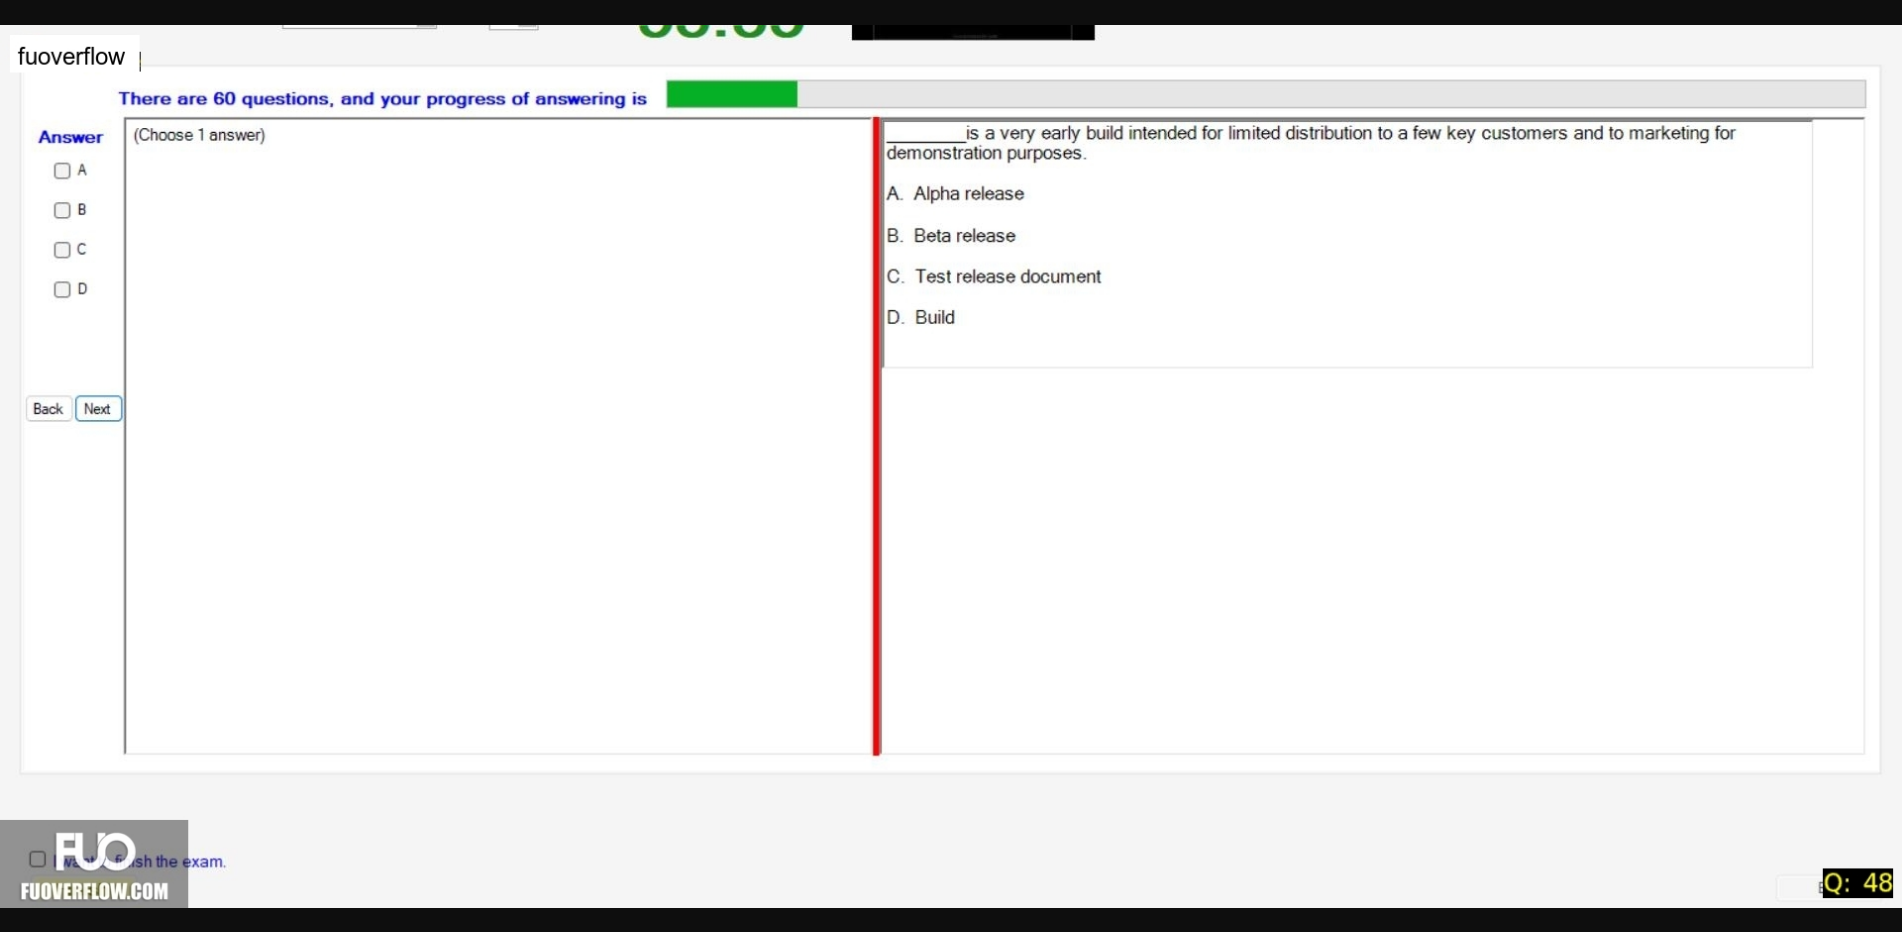 fuoverflow
There are 60 questions, and your progress of answering is
Answer
(Choose 1 answer)
A
B
C
D
Back Next
________is a very early build intended for limited distribution to a few key customers and to marketing for
demonstration purposes.
A. Alpha release
B. Beta release
C. Test release document
D. Build
FUO
FUOVERFLOW.COM
the exam.
Q: 48